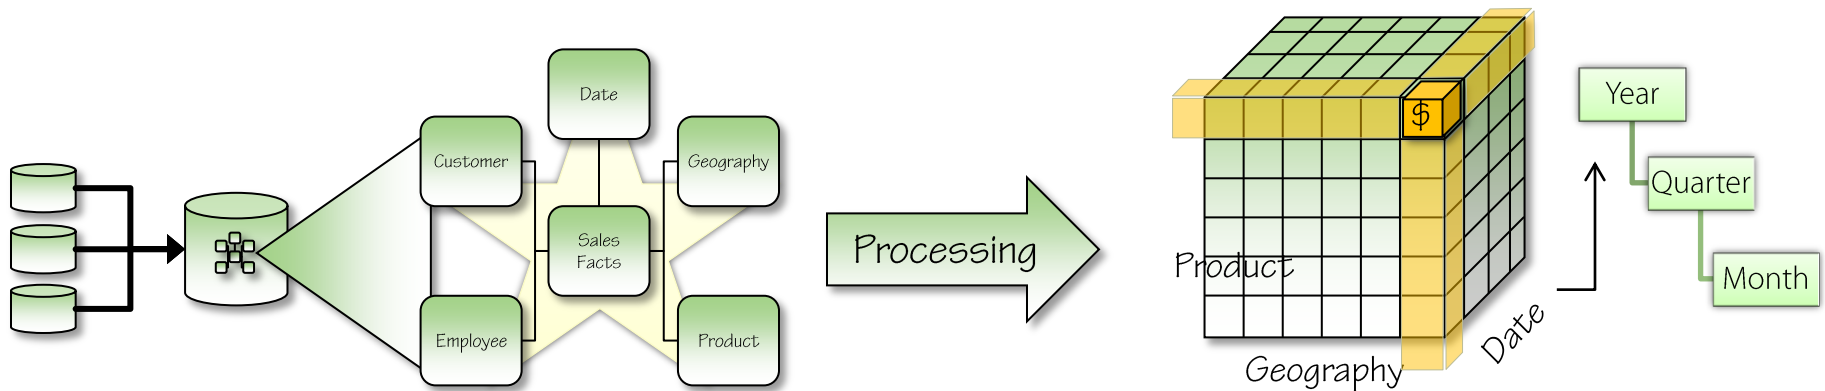 Date
Customer
Geography
Sales
Facts
Employee
Product
Processing
$
Product
Geography
Date
Year
Quarter
Month